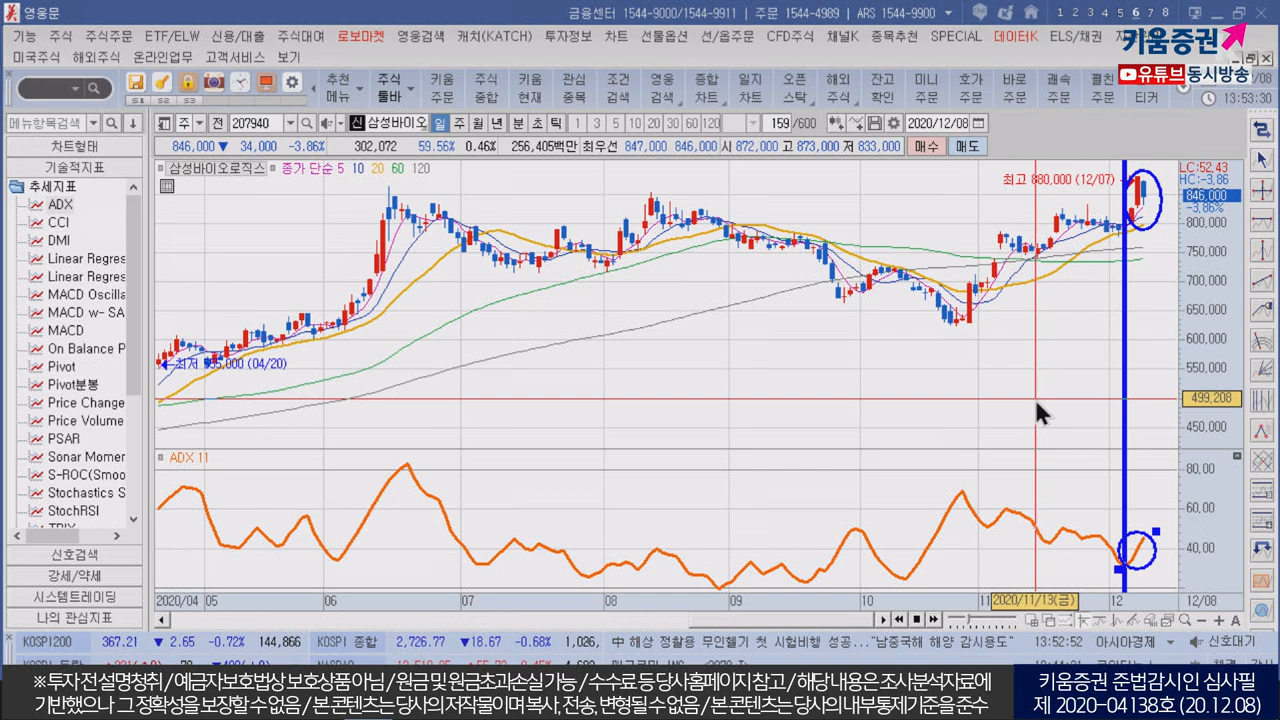 영웅문
금융센터 1544-9000/1544-9911 | 주문 1544-4989 | ARS 1544-9900
1 2 3 4 5 6 7 8
기능 주식 주식주문 ETF/ELW 신용/대출 주식대여 로보마켓 영웅검색 캐치(KATCH) 투자정보 차트 선물옵션 선/옵주문 CFD주식 채널K 종목추천 SPECIAL 데이터K ELS/채권
미국주식 해외주식 온라인업무 고객서비스 보기
키움증권
유튜브 동시방송
S1 S2 S3 S4
추천 메뉴
주식 툴바
키움 주문
주식 종합
키움 현재
관심 종목
조건 검색
영웅 검색
종합 차트
일지 차트
오픈 스탁
해외 주식
잔고 확인
미니 주문
호가 주문
바로 주문
쾌속 주문
펼친 주문
티커
13:53:30
메뉴항목검색
주 전 207940 신 삼성바이오 일 주 월 년 분 초 틱 1 3 5 10 20 30 60 120 159 /600 2020/12/08
846,000 ▼ 34,000 -3.86% 302,072 59.56% 0.46% 256,405백만 최우선 847,000 846,000 시 872,000 고 873,000 저 833,000 매수 매도
차트형태
기술적지표
추세지표
ADX
CCI
DMI
Linear Regres
Linear Regres
MACD Oscilla
MACD w- SA
MACD
On Balance P
Pivot
Pivot분봉
Price Change
Price Volume
PSAR
Sonar Momer
S-ROC(Smoo
Stochastics S
StochRSI
TRIX
신호검색
강세/약세
시스템트레이딩
나의 관심지표
삼성바이오로직스 종가 단순 5 10 20 60 120
최고 880,000 (12/07)
LC:52,43
HC:-3,86
846,000
-3,86%
800,000
750,000
700,000
650,000
600,000
550,000
499,208
450,000
최저 (04/20)
ADX 11
80,00
60,00
40,00
2020/04 05 06 07 08 09 10 11 2020/11/13(금) 12 12/08
KOSPI200 367.21 ▼ 2.65 -0.72% 144,866 KOSPI 종합 2,726.77 ▼18.67 -0.68% 1,026, 中 해상 정찰용 무인헬기 첫 시험비행 성공..."남중국해 해양 감시용도" 13:52:52 아시아경제 신호대기
※ 투자 전 설명청취 / 예금자보호법상 보호상품 아님 / 원금 및 원금초과손실 가능 / 수수료 등 당사홈페이지 참고 / 해당 내용은 조사분석자료에
기반했으나 그 정확성을 보장할 수 없음 / 본 콘텐츠는 당사의 저작물이며 복사, 전송, 변형될 수 없음 / 본 콘텐츠는 당사의 내부통제기준을 준수
키움증권 준법감시인 심사필
제 2020-04138호 (20.12.08)